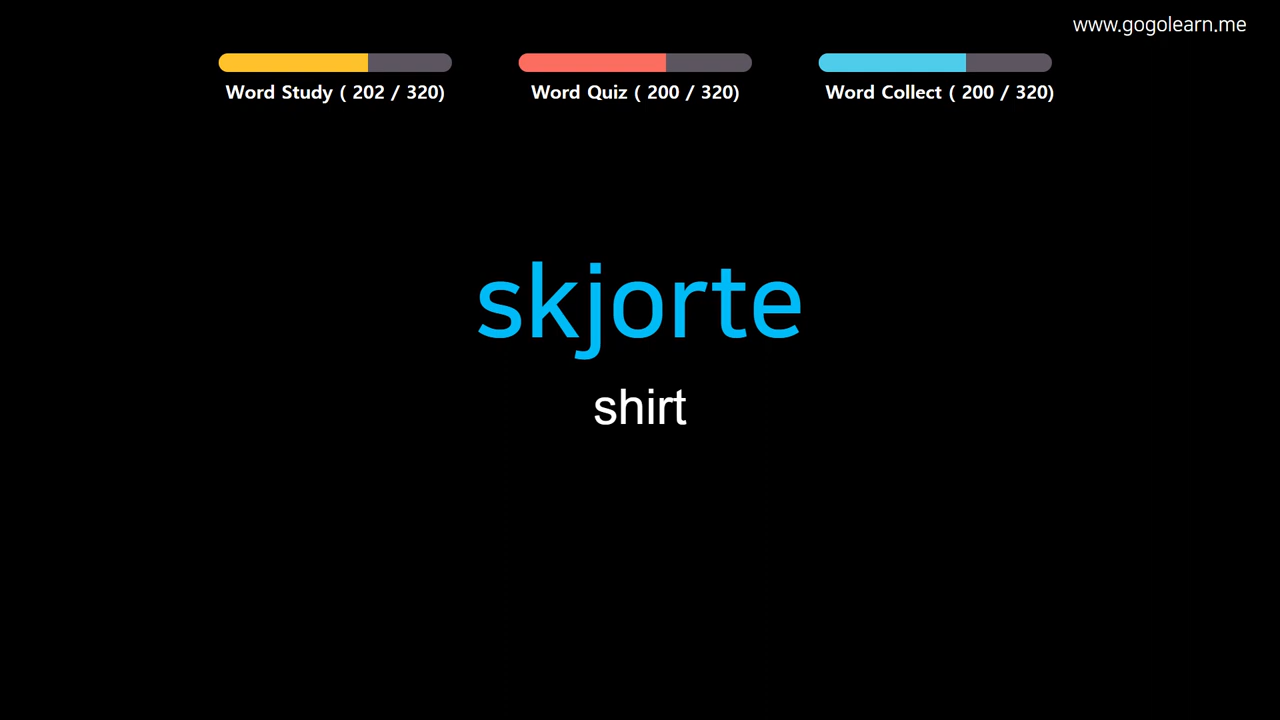 www.gogolearn.me
Word Study ( 202 / 320)
Word Quiz ( 200 / 320)
Word Collect ( 200 / 320)
skjorte
shirt